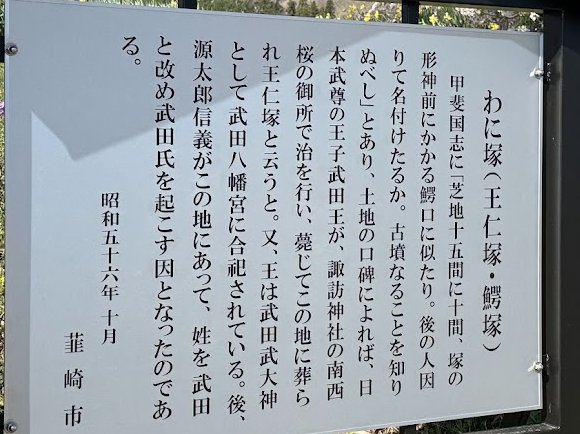 わに塚（王仁塚・鰐塚）
甲斐国志に「芝地十五間に十間、塚の
形神前にかかる鰐口に似たり。後の人因
りて名付けたるか。古墳なることを知り
ぬべし」とあり、土地の口碑によれば、日
本武尊の王子武田王が、諏訪神社の南西
桜の御所で治を行い、薨じてこの地に葬ら
れ王仁塚と云うと。又、王は武田武大神
として武田八幡宮に合祀されている。後、
源太郎信義がこの地にあって、姓を武田
と改め武田氏を起こす因となったのであ
る。
昭和五十六年十月
韮崎市